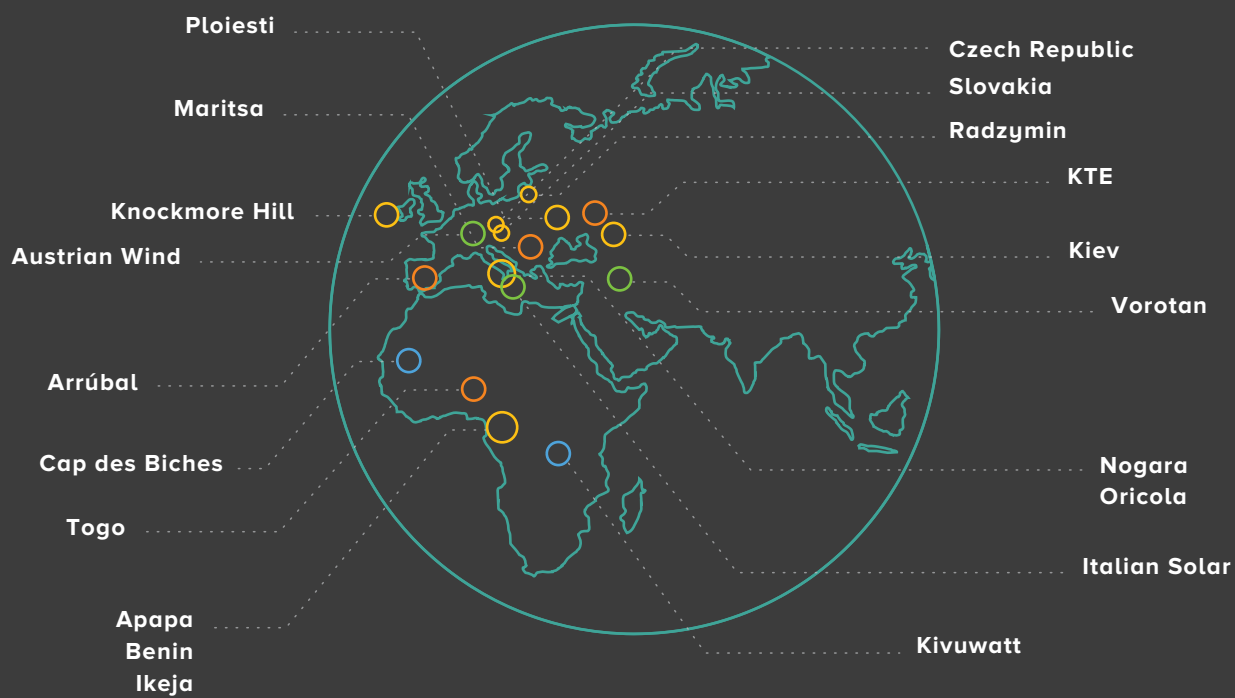 Ploiesti
Maritsa
Knockmore Hill
Austrian Wind
Arrúbal
Cap des Biches
Togo
Apapa
Benin
Ikeja
Czech Republic
Slovakia
Radzymin
KTE
Kiev
Vorotan
Nogara
Oricola
Italian Solar
Kivuwatt